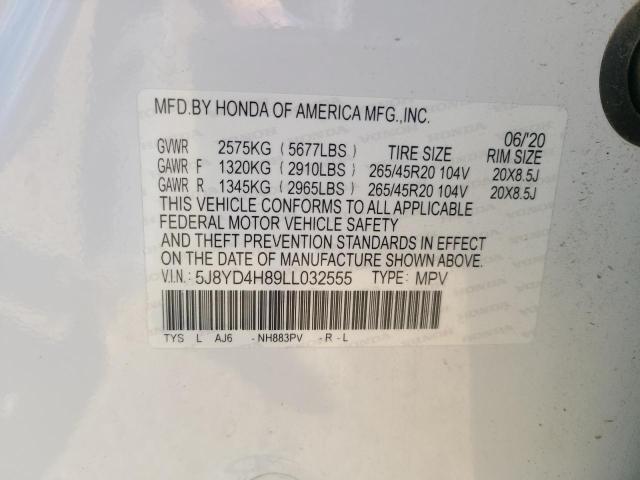 MFD.BY HONDA OF AMERICA MFG.,INC.
06/'20
GVWR 2575KG (5677LBS) TIRE SIZE RIM SIZE
GAWR F 1320KG (2910LBS) 265/45R20 104V 20X8.5J
GAWR R 1345KG (2965LBS) 265/45R20 104V 20X8.5J
THIS VEHICLE CONFORMS TO ALL APPLICABLE
FEDERAL MOTOR VEHICLE SAFETY
AND THEFT PREVENTION STANDARDS IN EFFECT
ON THE DATE OF MANUFACTURE SHOWN ABOVE.
V.I.N.: 5J8YD4H89LL032555 TYPE: MPV
TYS L AJ6 -NH883PV -R-L